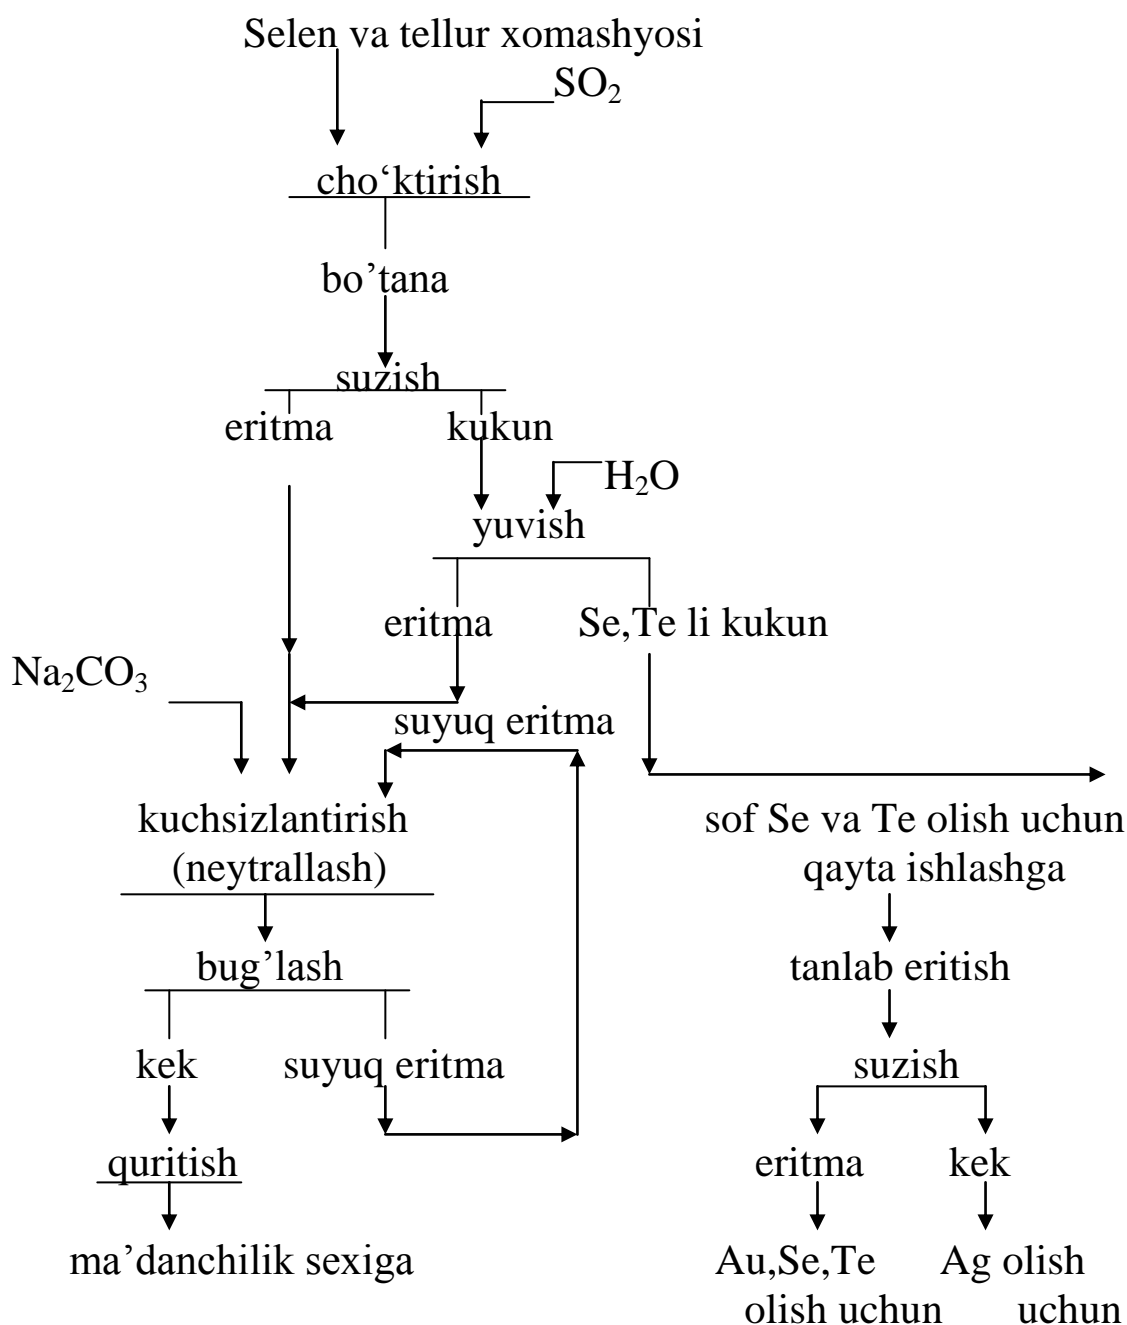 Selen va tellur xomashyosi
SO₂
cho‘ktirish
bo’tana
suzish
eritma
kukun
H₂O
yuvish
eritma
Se,Te li kukun
Na₂CO₃
suyuq eritma
kuchsizlantirish
(neytrallash)
sof Se va Te olish uchun
qayta ishlashga
bug’lash
tanlab eritish
kek
suyuq eritma
suzish
quritish
eritma
kek
ma’danchilik sexiga
Au,Se,Te
olish uchun
Ag olish
uchun